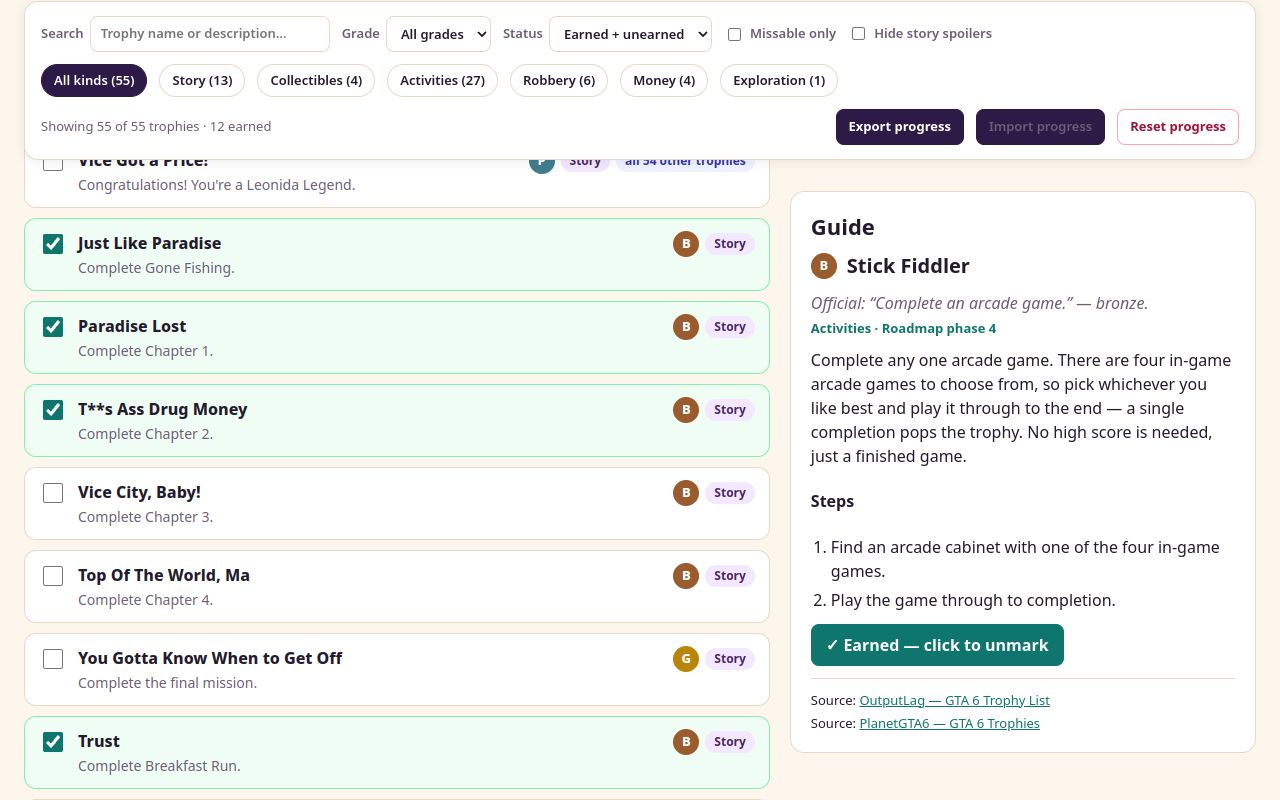 Search
Trophy name or description...
Grade
All grades
Status
Earned + unearned
Missable only
Hide story spoilers
All kinds (55)
Story (13)
Collectibles (4)
Activities (27)
Robbery (6)
Money (4)
Exploration (1)
Showing 55 of 55 trophies · 12 earned
Export progress
Import progress
Reset progress
Vice Got a Price!
P
Story
all 54 other trophies
Congratulations! You're a Leonida Legend.
Just Like Paradise
B
Story
Complete Gone Fishing.
Paradise Lost
B
Story
Complete Chapter 1.
T**s Ass Drug Money
B
Story
Complete Chapter 2.
Vice City, Baby!
B
Story
Complete Chapter 3.
Top Of The World, Ma
B
Story
Complete Chapter 4.
You Gotta Know When to Get Off
G
Story
Complete the final mission.
Trust
B
Story
Complete Breakfast Run.
Guide
B
Stick Fiddler
Official: “Complete an arcade game.” — bronze.
Activities · Roadmap phase 4
Complete any one arcade game. There are four in-game
arcade games to choose from, so pick whichever you
like best and play it through to the end — a single
completion pops the trophy. No high score is needed,
just a finished game.
Steps
1. Find an arcade cabinet with one of the four in-game
games.
2. Play the game through to completion.
✓ Earned — click to unmark
Source: OutputLag — GTA 6 Trophy List
Source: PlanetGTA6 — GTA 6 Trophies